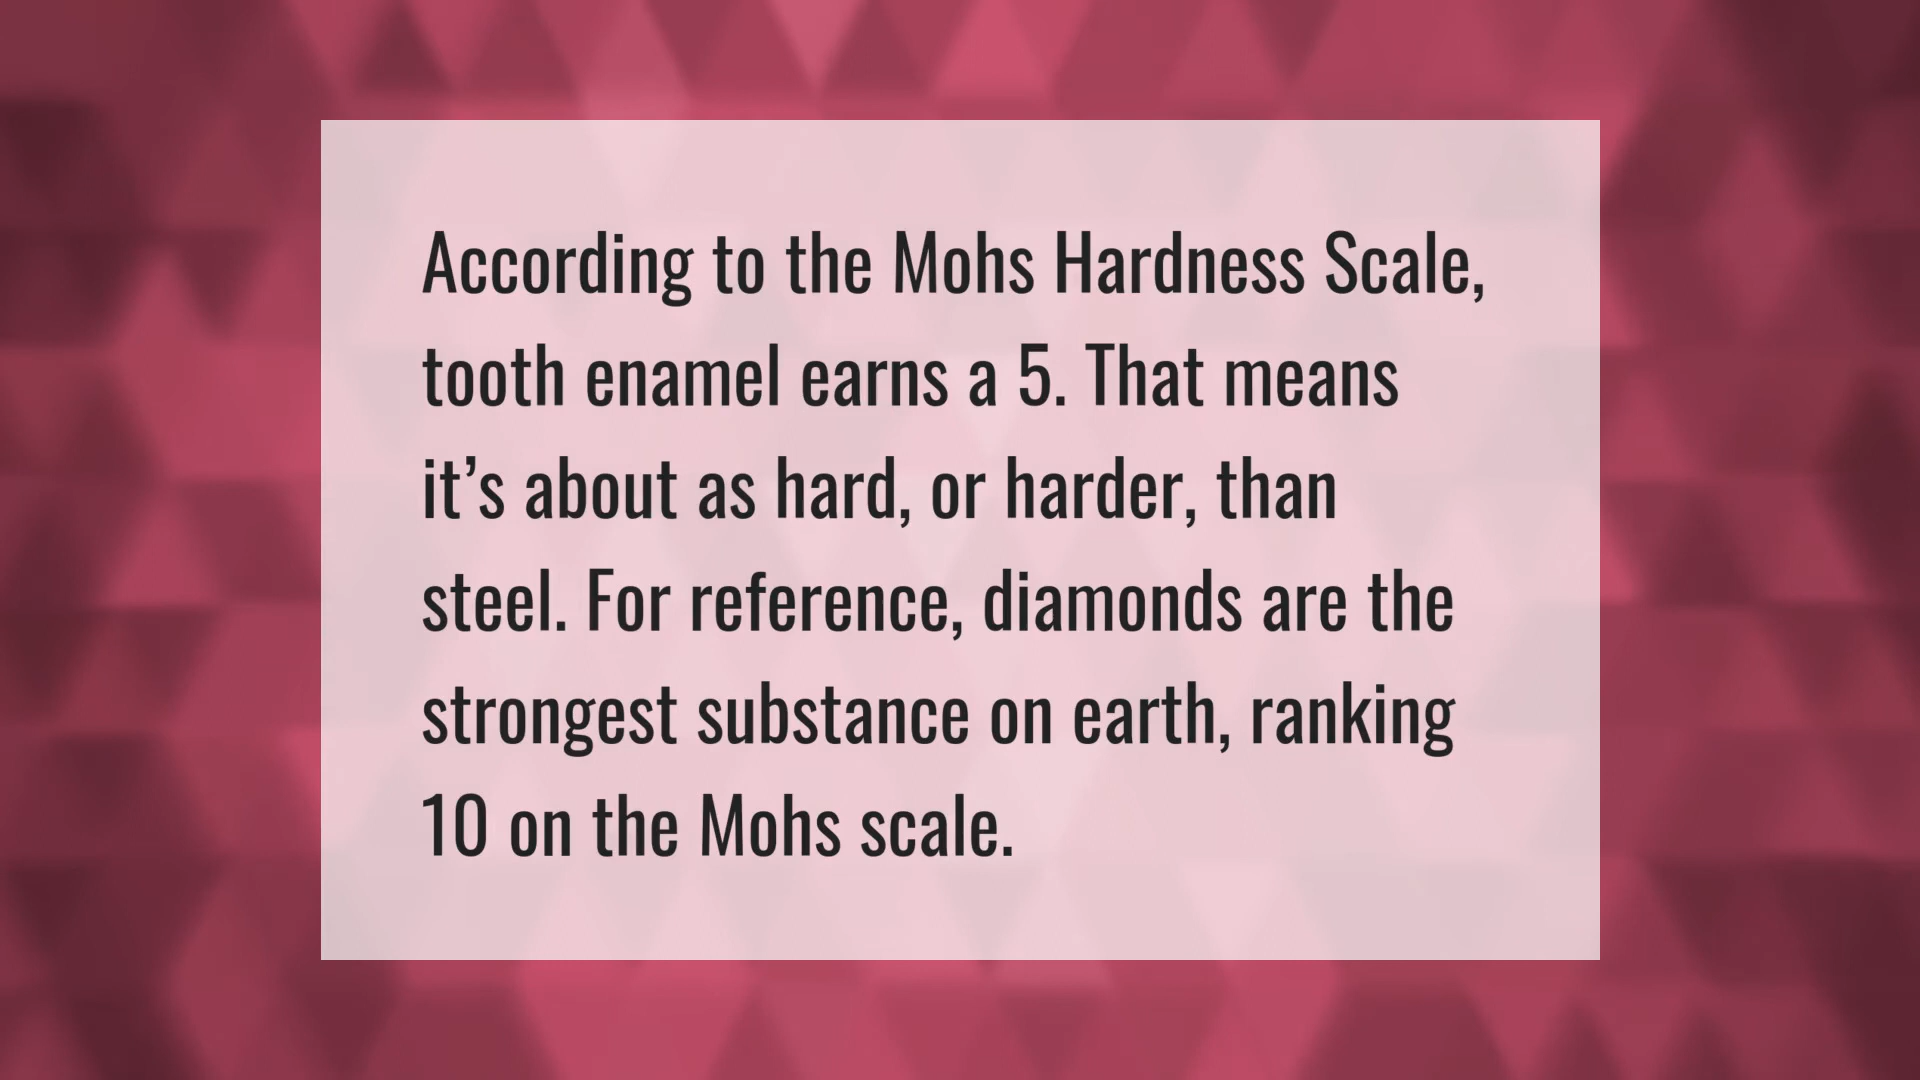 According to the Mohs Hardness Scale,
tooth enamel earns a 5. That means
it’s about as hard, or harder, than
steel. For reference, diamonds are the
strongest substance on earth, ranking
10 on the Mohs scale.